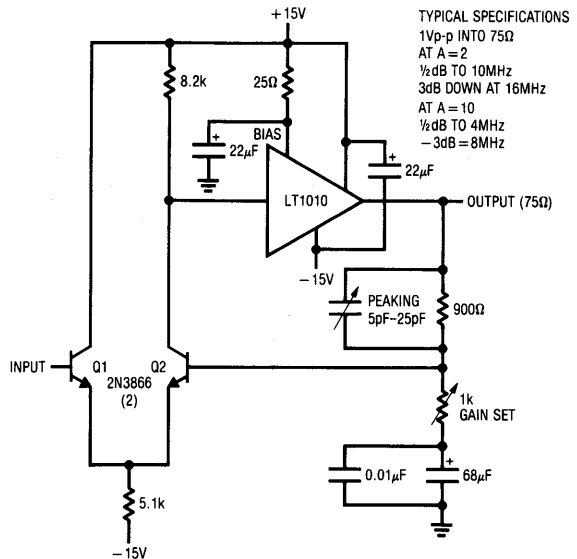 +15V
TYPICAL SPECIFICATIONS
1Vp-p INTO 75Ω
AT A=2
½dB TO 10MHz
3dB DOWN AT 16MHz
AT A=10
½dB TO 4MHz
−3dB=8MHz
8.2k
25Ω
BIAS
22µF
+
LT1010
+
22µF
OUTPUT (75Ω)
−15V
PEAKING
5pF–25pF
900Ω
INPUT
Q1
Q2
2N3866
(2)
1k
GAIN SET
0.01µF
+
68µF
5.1k
−15V